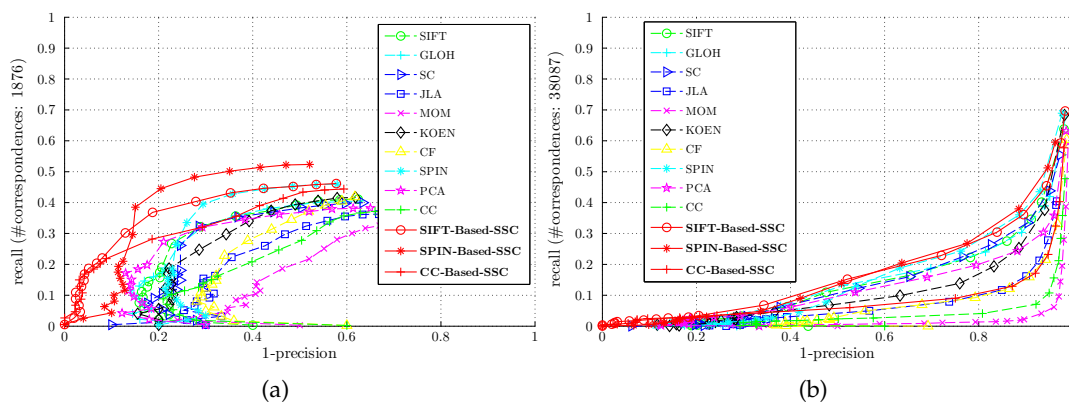 recall (#correspondences: 1876)
1
0.9
0.8
0.7
0.6
0.5
0.4
0.3
0.2
0.1
0
0
0.2
0.4
0.6
0.8
1
1-precision
SIFT
GLOH
SC
JLA
MOM
KOEN
CF
SPIN
PCA
CC
SIFT-Based-SSC
SPIN-Based-SSC
CC-Based-SSC
(a)
recall (#correspondences: 38087)
1
0.9
0.8
0.7
0.6
0.5
0.4
0.3
0.2
0.1
0
0
0.2
0.4
0.6
0.8
1-precision
SIFT
GLOH
SC
JLA
MOM
KOEN
CF
SPIN
PCA
CC
SIFT-Based-SSC
SPIN-Based-SSC
CC-Based-SSC
(b)